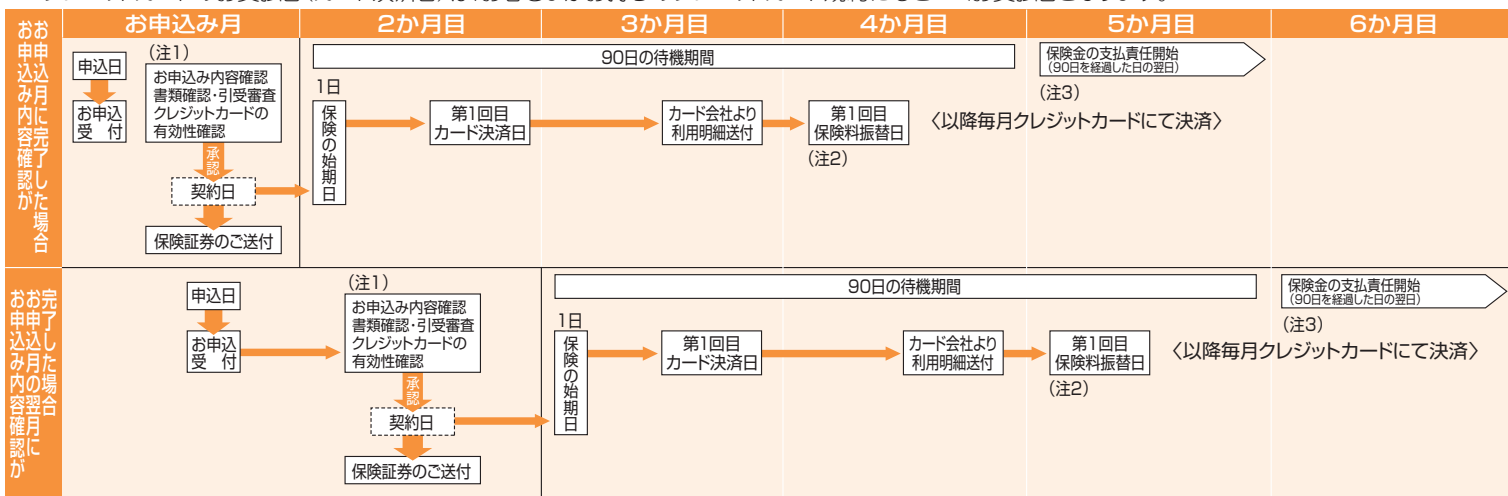 お申込み月
2か月目
3か月目
4か月目
5か月目
6か月目
お申込み内容確認が
お申込月に完了した場合
申込日
お申込
受 付
(注1)
お申込み内容確認
書類確認・引受審査
クレジットカードの
有効性確認
承認
契約日
保険証券のご送付
90日の待機期間
1日
保険の始期日
第1回目
カード決済日
カード会社より
利用明細送付
第1回目
保険料振替日
(注2)
保険金の支払責任開始
(90日を経過した日の翌日)
(注3)
〈以降毎月クレジットカードにて決済〉
お申込み内容確認が
お申込月の翌月に
完了した場合
申込日
お申込
受 付
(注1)
お申込み内容確認
書類確認・引受審査
クレジットカードの
有効性確認
承認
契約日
保険証券のご送付
90日の待機期間
1日
保険の始期日
第1回目
カード決済日
カード会社より
利用明細送付
第1回目
保険料振替日
(注2)
保険金の支払責任開始
(90日を経過した日の翌日)
(注3)
〈以降毎月クレジットカードにて決済〉